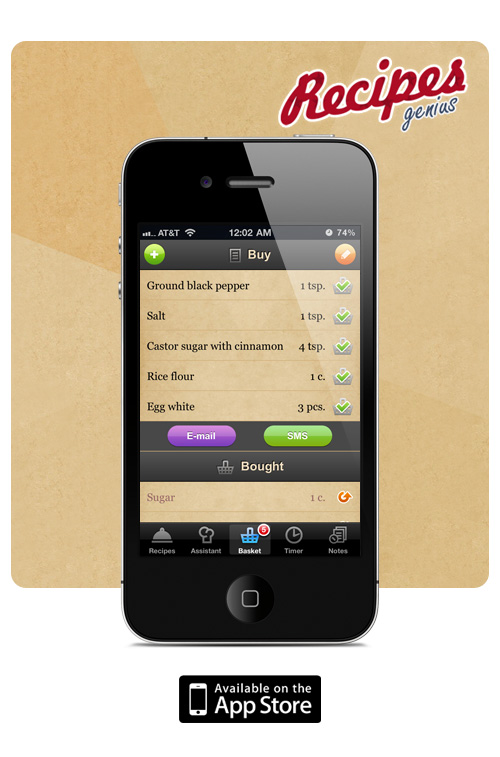 Recipes
genius
AT&T 12:02 AM 74%
Buy
Ground black pepper 1 tsp.
Salt 1 tsp.
Castor sugar with cinnamon 4 tsp.
Rice flour 1 c.
Egg white 3 pcs.
E-mail SMS
Bought
Sugar 1 c.
5
Recipes Assistant Basket Timer Notes
Available on the
App Store